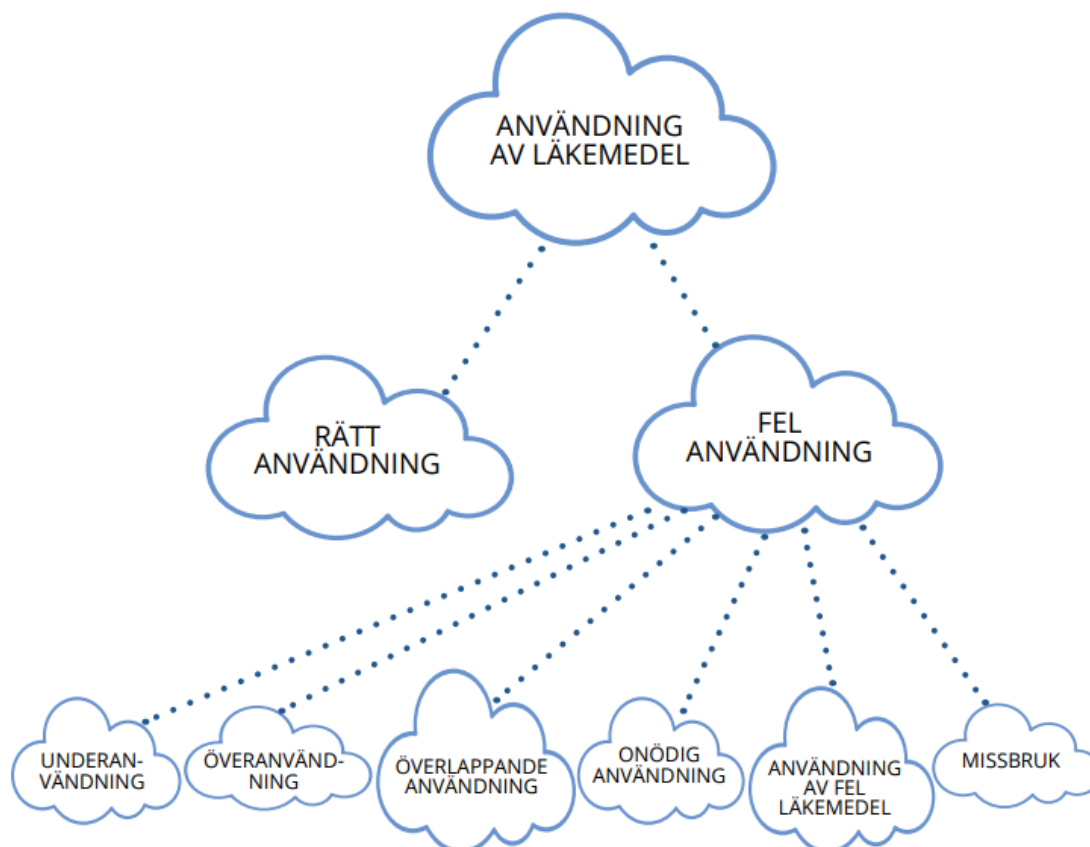 ANVÄNDNING
AV LÄKEMEDEL
RÄTT
ANVÄNDNING
FEL
ANVÄNDNING
UNDERAN-
VÄNDNING
ÖVERANVÄND-
NING
ÖVERLAPPANDE
ANVÄNDNING
ONÖDIG
ANVÄNDNING
ANVÄNDNING
AV FEL
LÄKEMEDEL
MISSBRUK